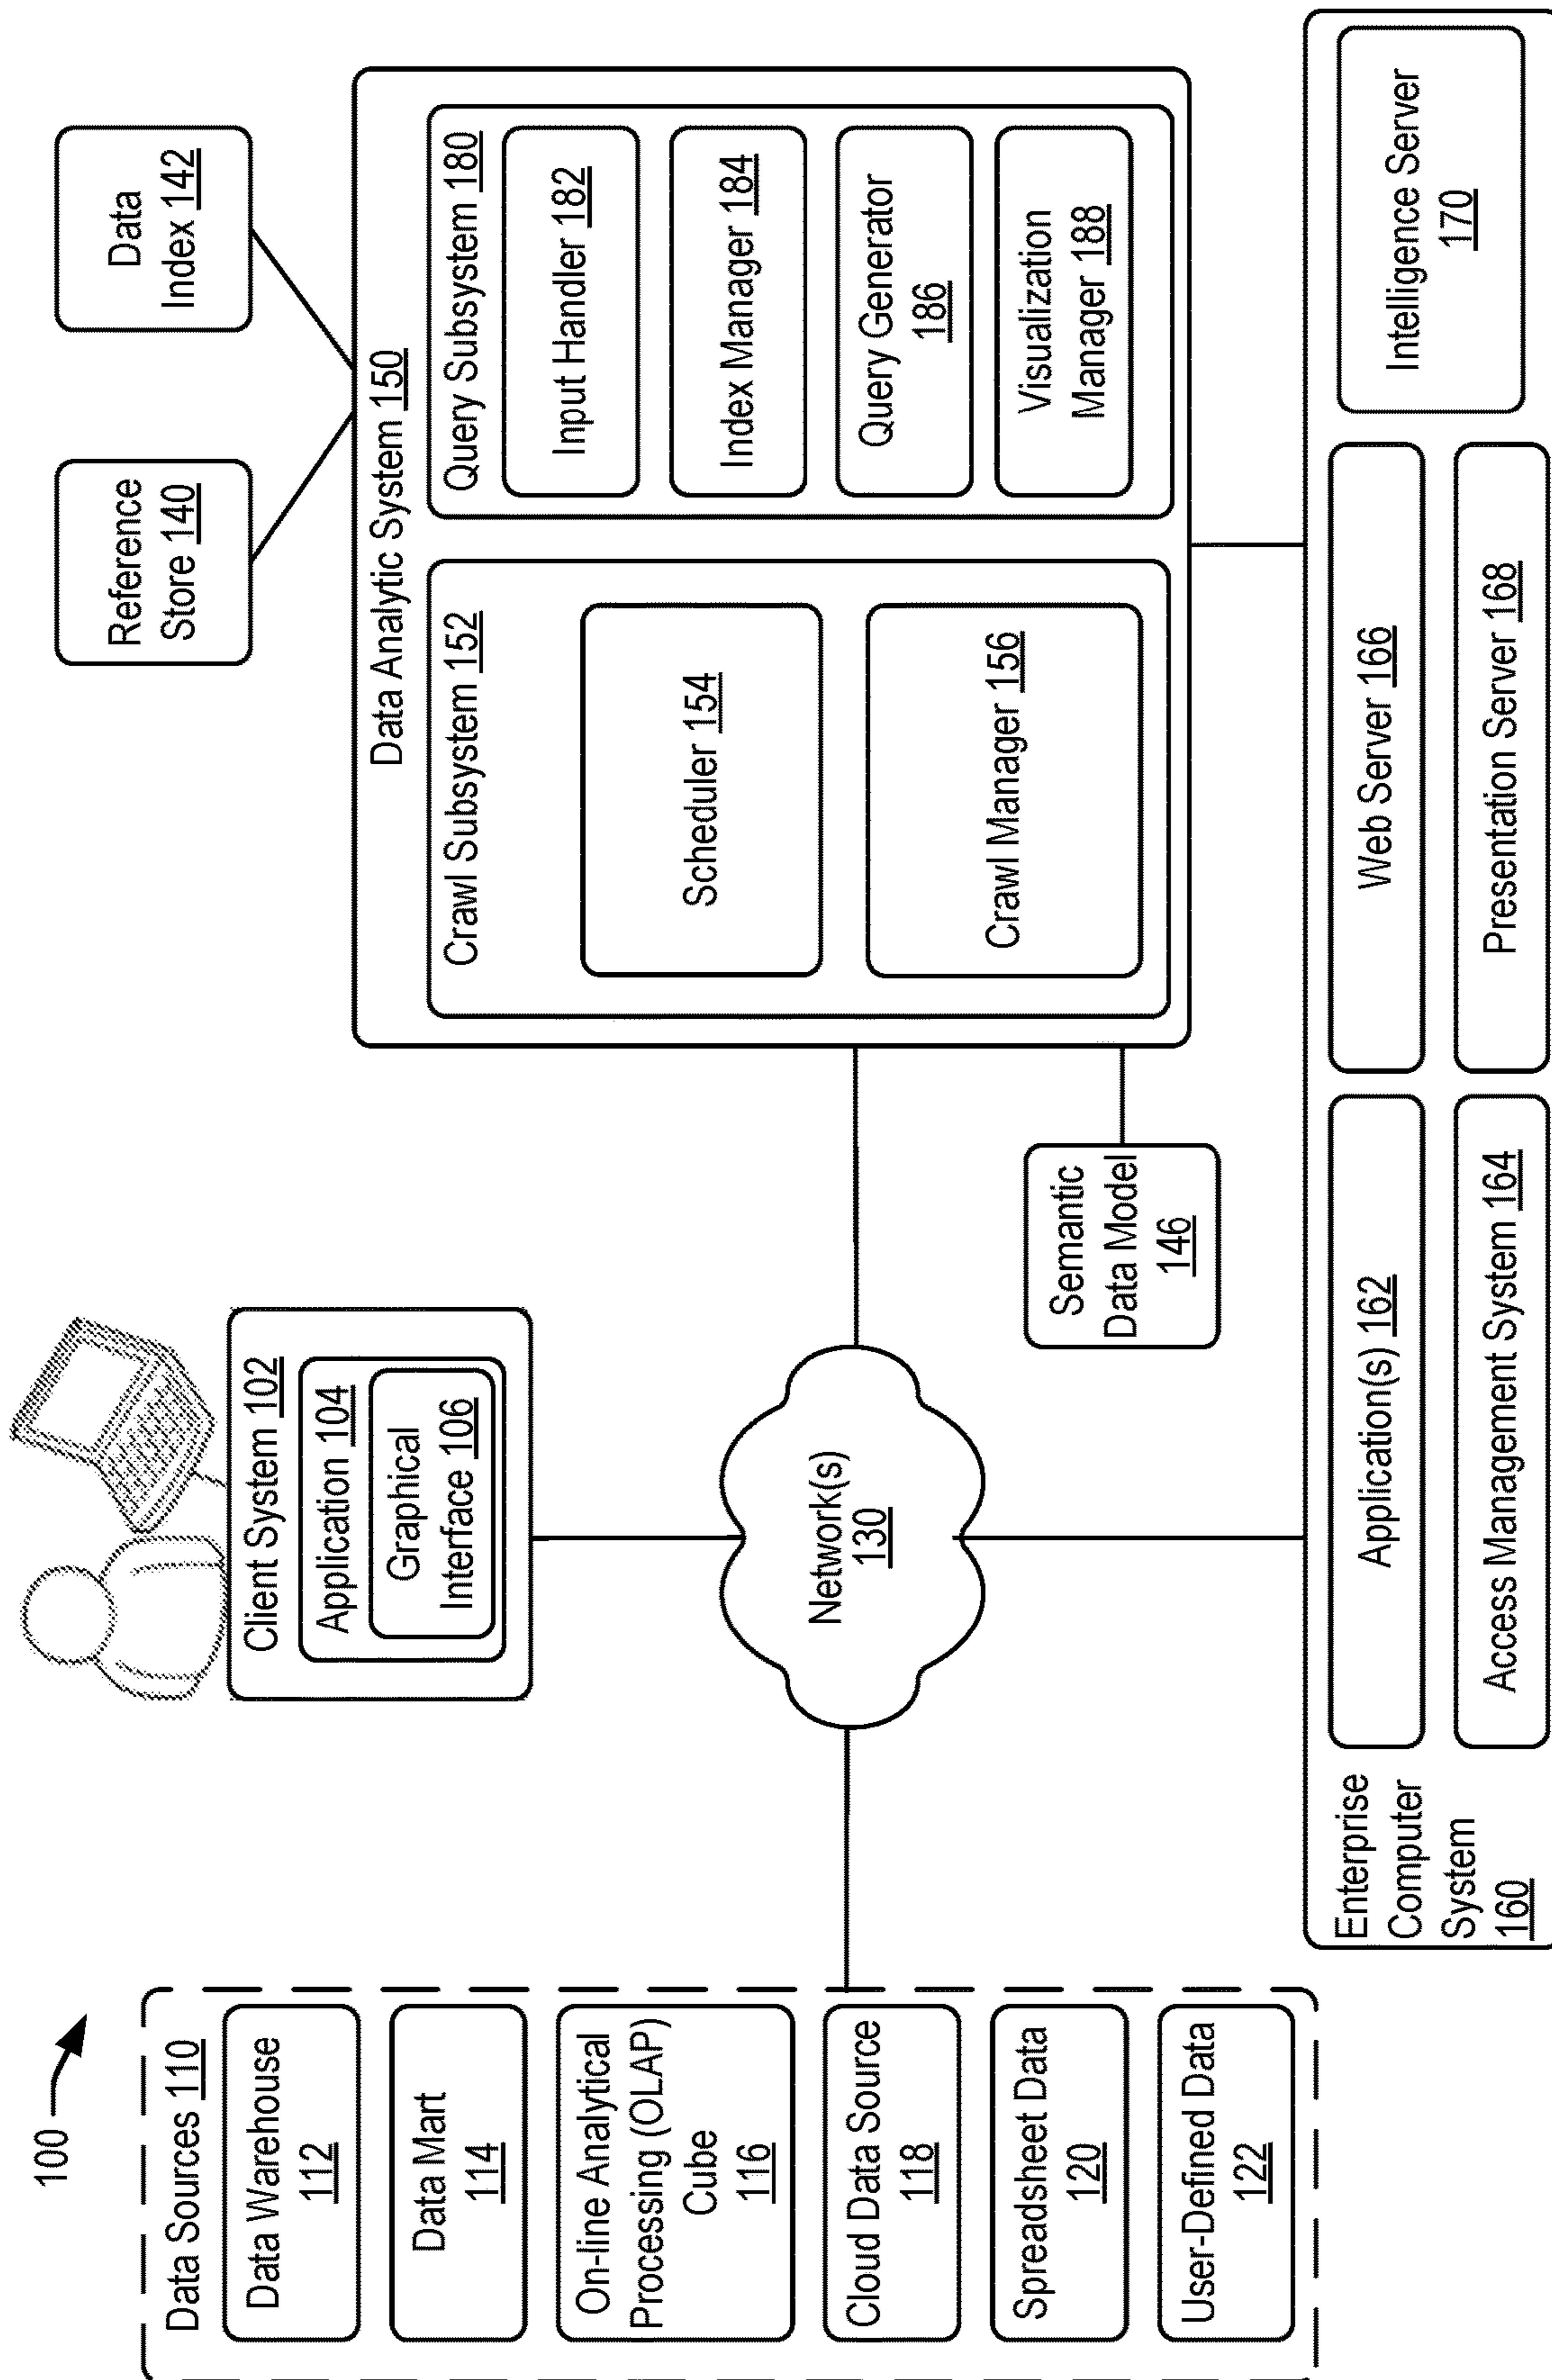 100
Data Sources 110
Data Warehouse
112
Data Mart
114
On-line Analytical
Processing (OLAP)
Cube
116
Cloud Data Source
118
Spreadsheet Data
120
User-Defined Data
122
Client System 102
Application 104
Graphical
Interface 106
Network(s)
130
Reference
Store 140
Data
Index 142
Data Analytic System 150
Crawl Subsystem 152
Scheduler 154
Crawl Manager 156
Query Subsystem 180
Input Handler 182
Index Manager 184
Query Generator
186
Visualization
Manager 188
Semantic
Data Model
146
Enterprise
Computer
System
160
Application(s) 162
Access Management System 164
Web Server 166
Presentation Server 168
Intelligence Server
170